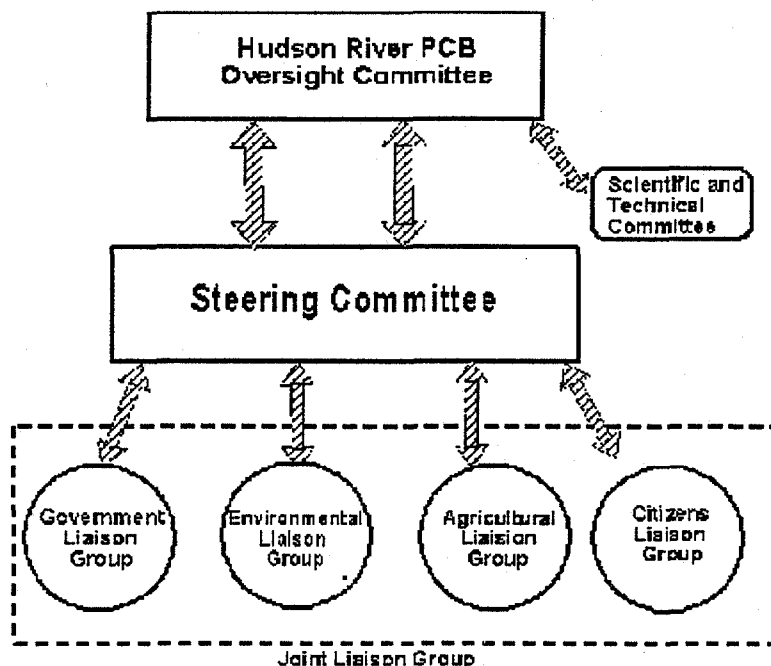 Hudson River PCB
Oversight Committee
Scientific and
Technical
Committee
Steering Committee
Government
Liaison
Group
Environmental
Liaison
Group
Agricultural
Liaision
Group
Citizens
Liaison
Group
Joint Liaison Group